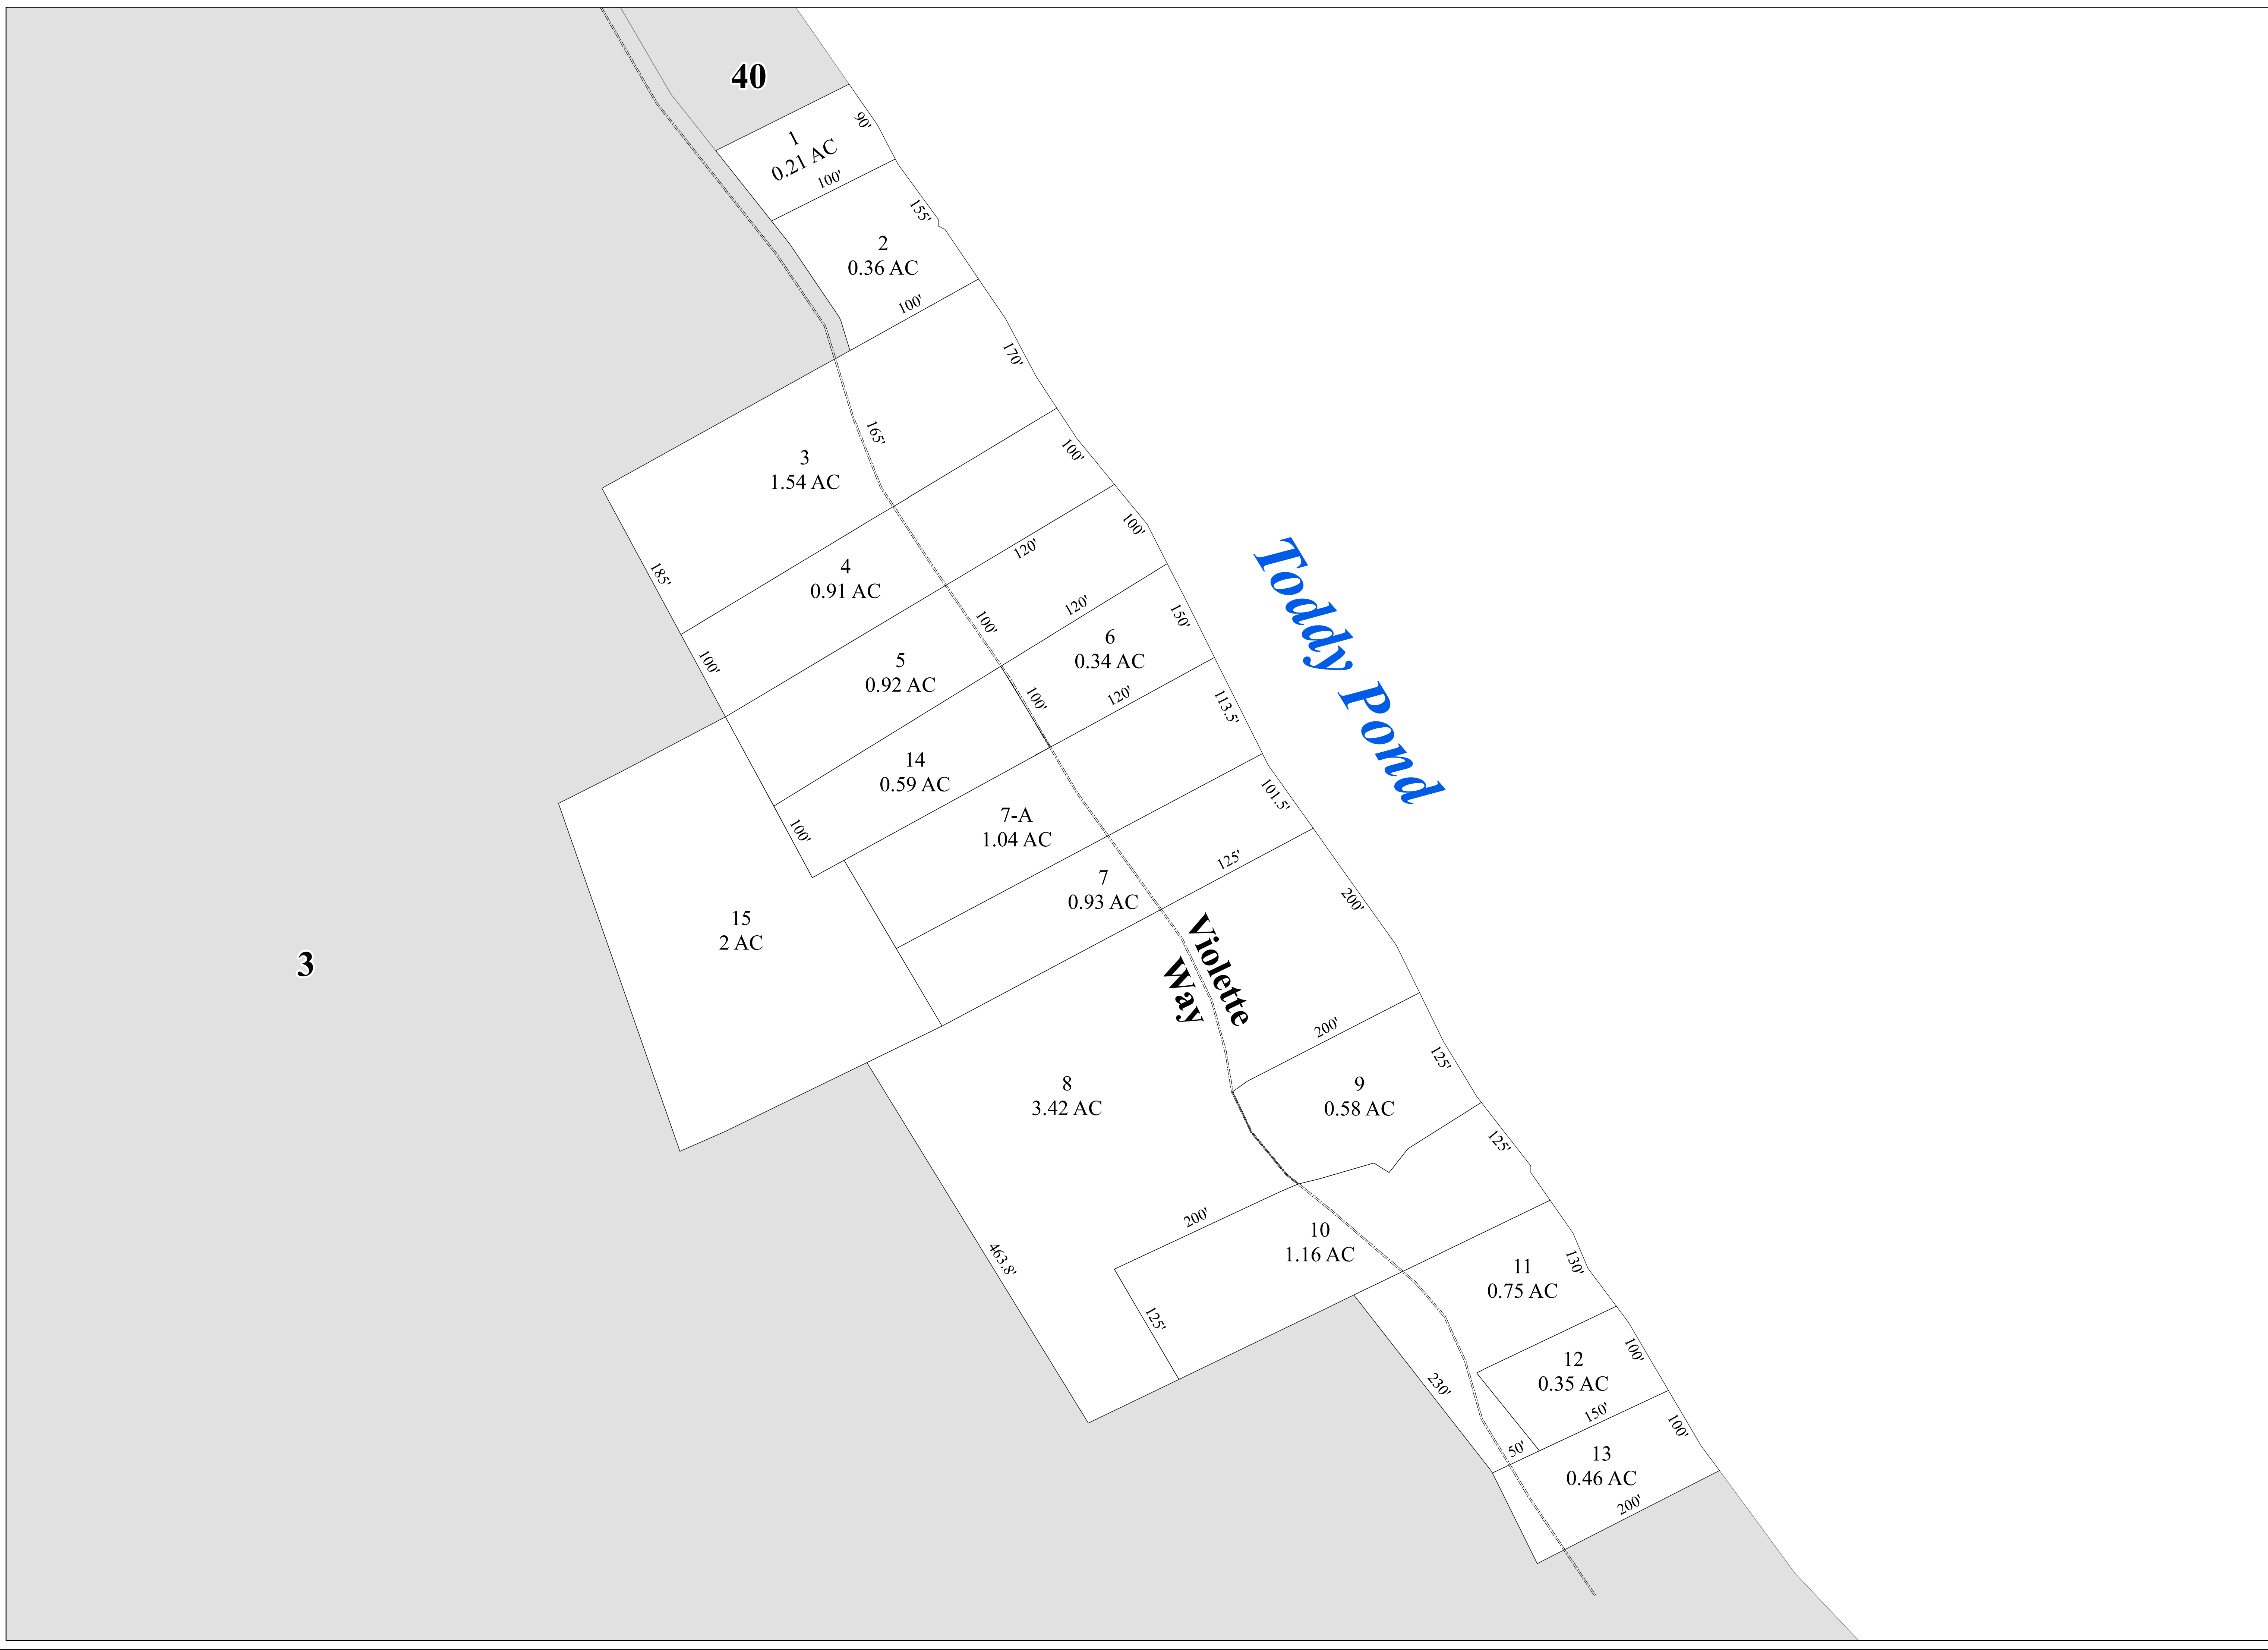 40
90'
1
0.21 AC
100'
155'
2
0.36 AC
100'
170'
165'
3
1.54 AC
100'
185'
100'
120'
4
0.91 AC
120'
100'
150'
6
0.34 AC
100'
5
0.92 AC
100'
120'
113.5'
Toddy Pond
14
0.59 AC
100'
101.5'
7-A
1.04 AC
125'
7
0.93 AC
200'
15
2 AC
3
Violette
Way
200'
125'
8
3.42 AC
9
0.58 AC
125'
200'
10
1.16 AC
463.8'
125'
130'
11
0.75 AC
100'
12
0.35 AC
230'
150'
100'
50'
13
0.46 AC
200'